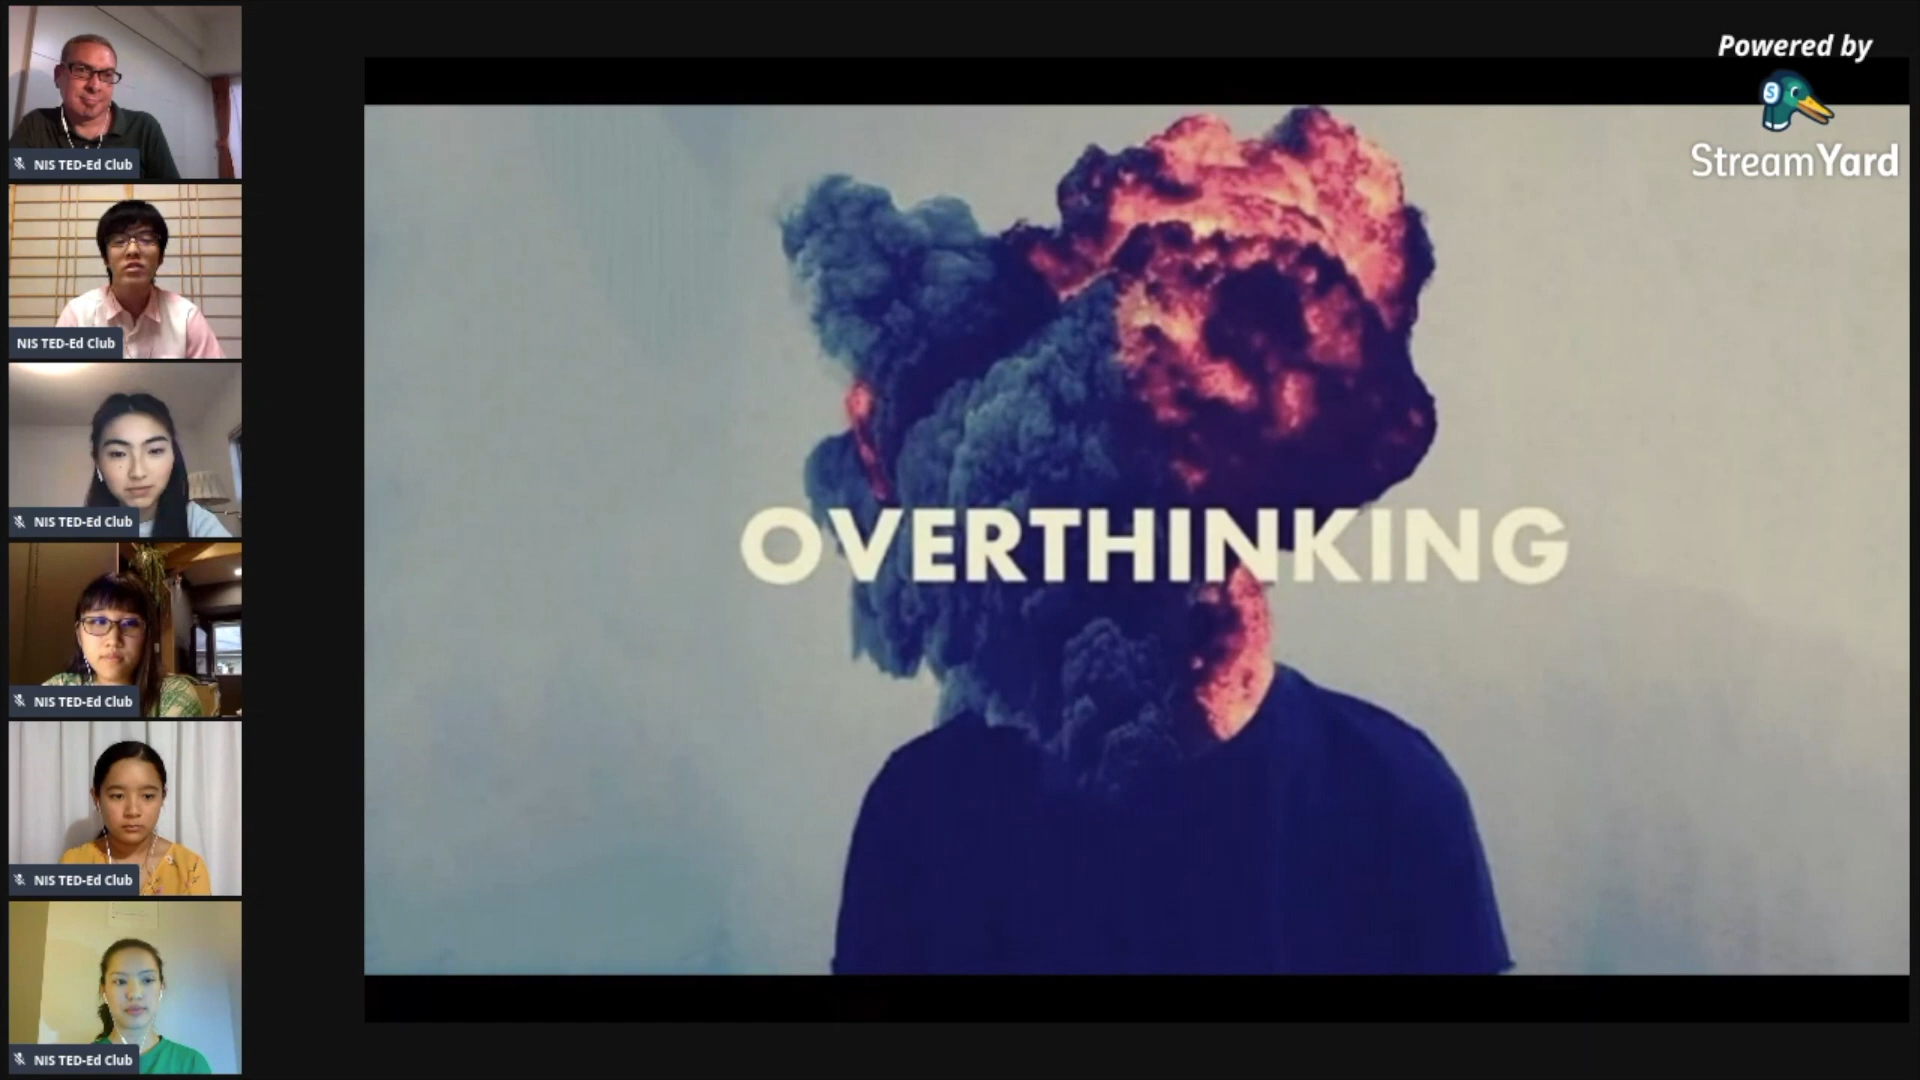 NIS TED-Ed Club
NIS TED-Ed Club
NIS TED-Ed Club
NIS TED-Ed Club
NIS TED-Ed Club
NIS TED-Ed Club
OVERTHINKING
Powered by
S
StreamYard